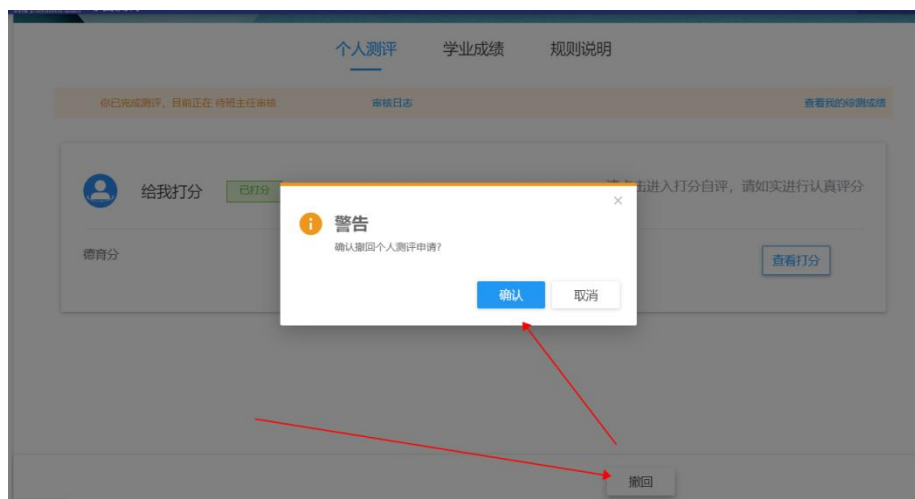 个人测评 学业成绩 规则说明
你已完成测评，目前正在 待班主任审核 审核日志 查看我的综测成绩
给我打分 已打分 击进入打分自评，请如实进行认真评分
警告
确认撤回个人测评申请？
德育分 查看打分
确认 取消
撤回